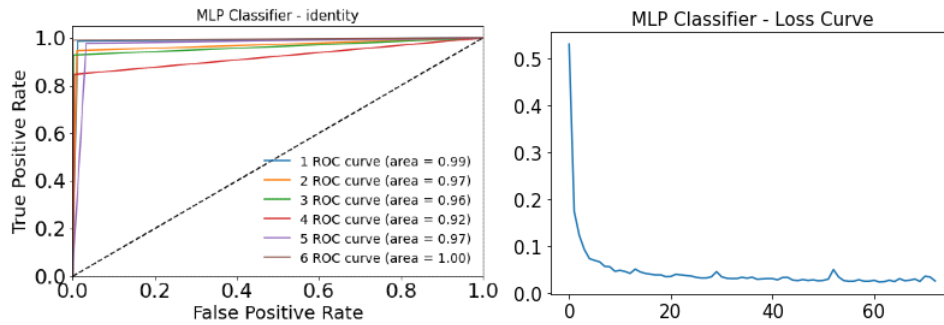 MLP Classifier - identity
1.0
0.8
0.6
0.4
0.2
0.0
True Positive Rate
1 ROC curve (area = 0.99)
2 ROC curve (area = 0.97)
3 ROC curve (area = 0.96)
4 ROC curve (area = 0.92)
5 ROC curve (area = 0.97)
6 ROC curve (area = 1.00)
0.0 0.2 0.4 0.6 0.8 1.0
False Positive Rate
MLP Classifier - Loss Curve
0.5
0.4
0.3
0.2
0.1
0.0
0 20 40 60